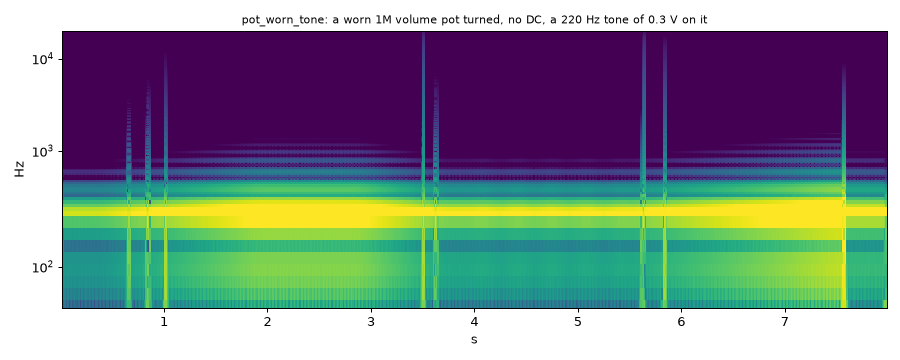 pot_worn_tone: a worn 1M volume pot turned, no DC, a 220 Hz tone of 0.3 V on it
Hz
10⁴
10³
10²
1 2 3 4 5 6 7
s